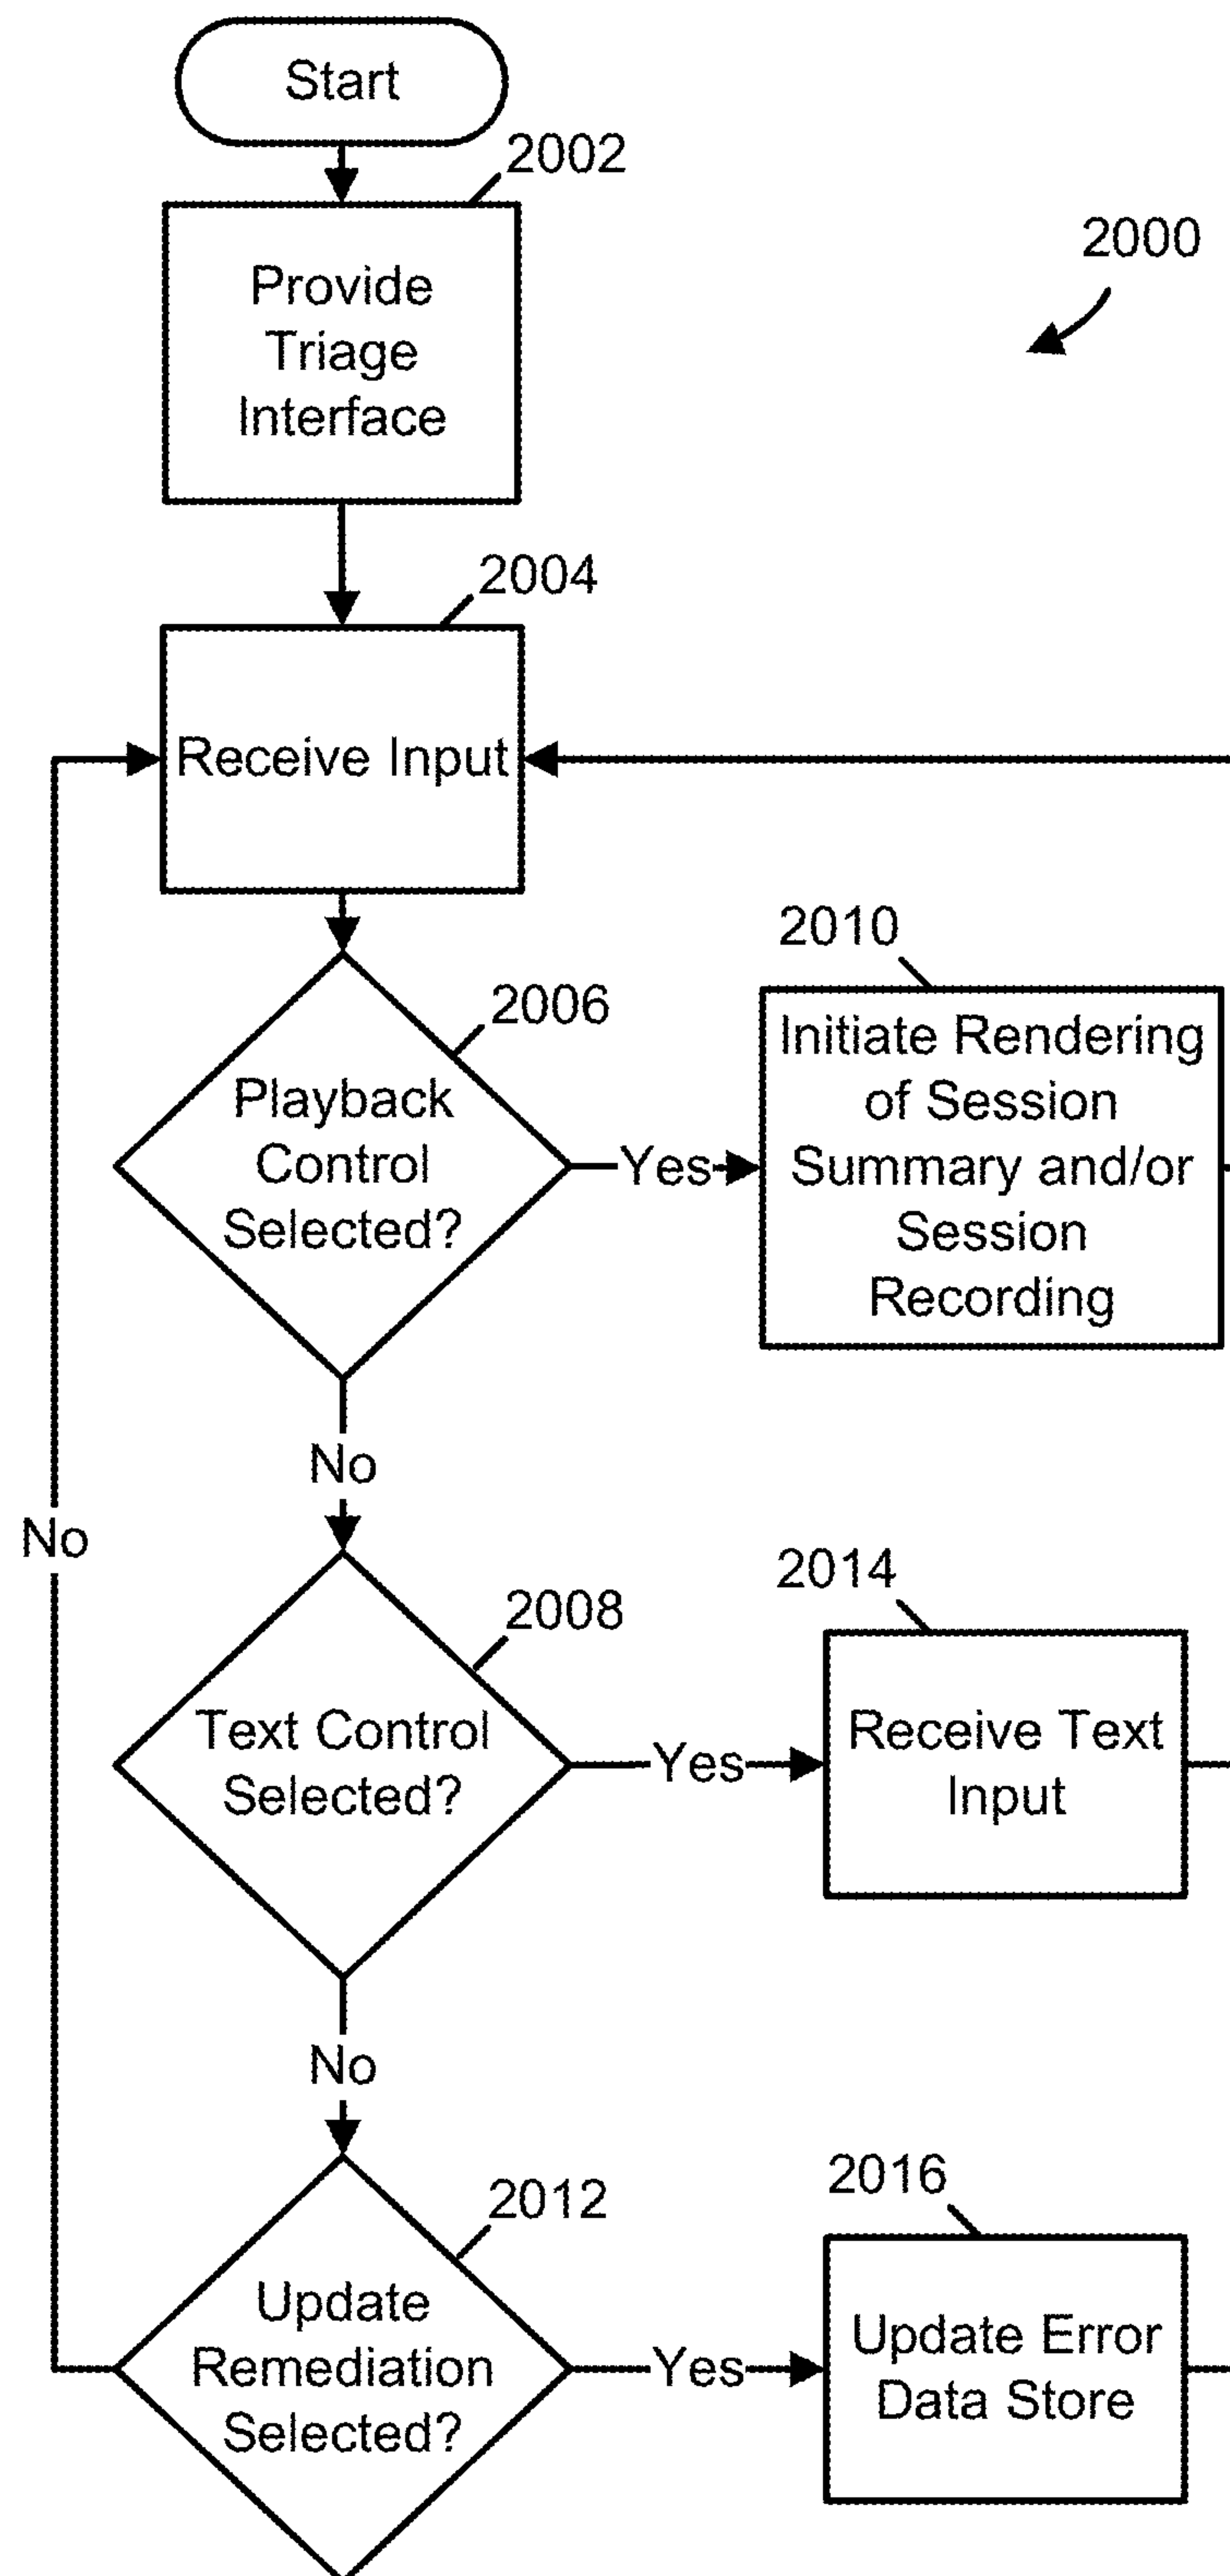 Start
2002
Provide
Triage
Interface
2000
2004
Receive Input
2006
Playback
Control
Selected?
Yes
2010
Initiate Rendering
of Session
Summary and/or
Session
Recording
No
No
2008
Text Control
Selected?
Yes
2014
Receive Text
Input
No
2012
Update
Remediation
Selected?
Yes
2016
Update Error
Data Store